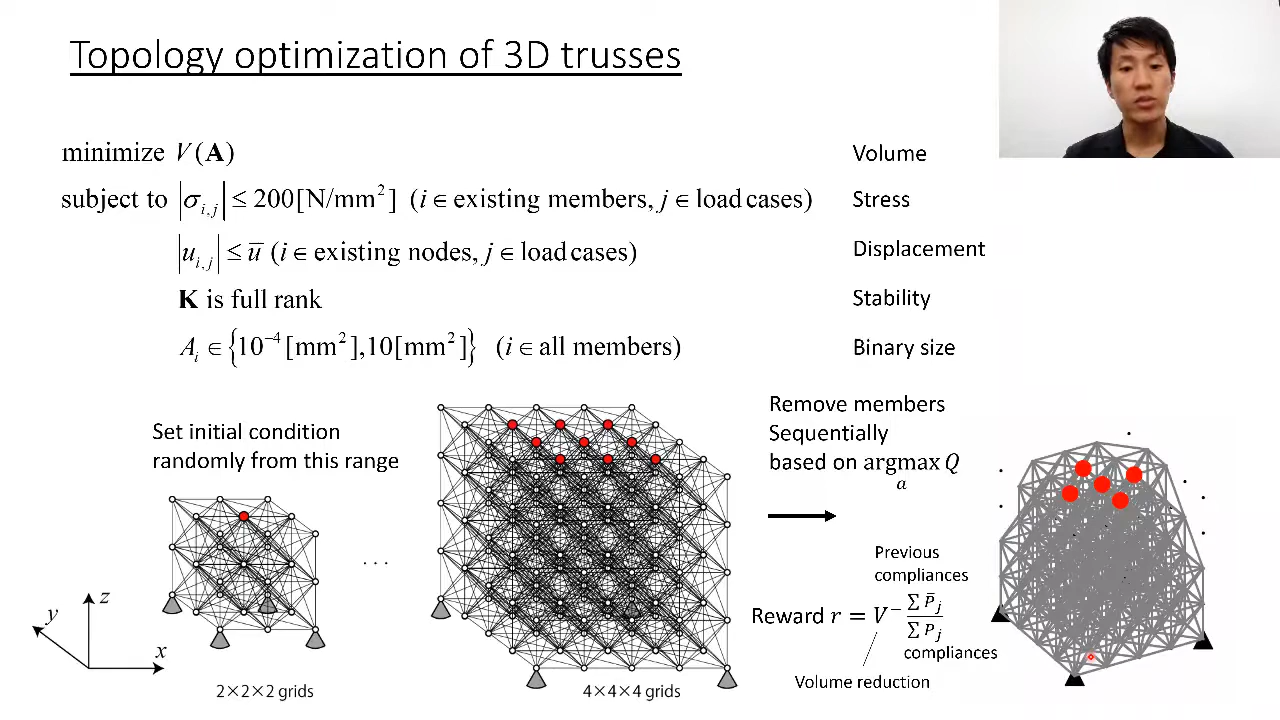 Topology optimization of 3D trusses
minimize V(A)
Volume
subject to |σi,j| ≤ 200[N/mm²] (i ∈ existing members, j ∈ load cases)
Stress
|ui,j| ≤ u̅ (i ∈ existing nodes, j ∈ load cases)
Displacement
K is full rank
Stability
Ai ∈ {10⁻⁴[mm²],10[mm²]} (i ∈ all members)
Binary size
Set initial condition
randomly from this range
Remove members
Sequentially
based on argmax Q
a
...
Previous
compliances
Reward r = V⁻ ∑ P̅j / ∑ Pj
compliances
Volume reduction
z
y
x
2×2×2 grids
4×4×4 grids